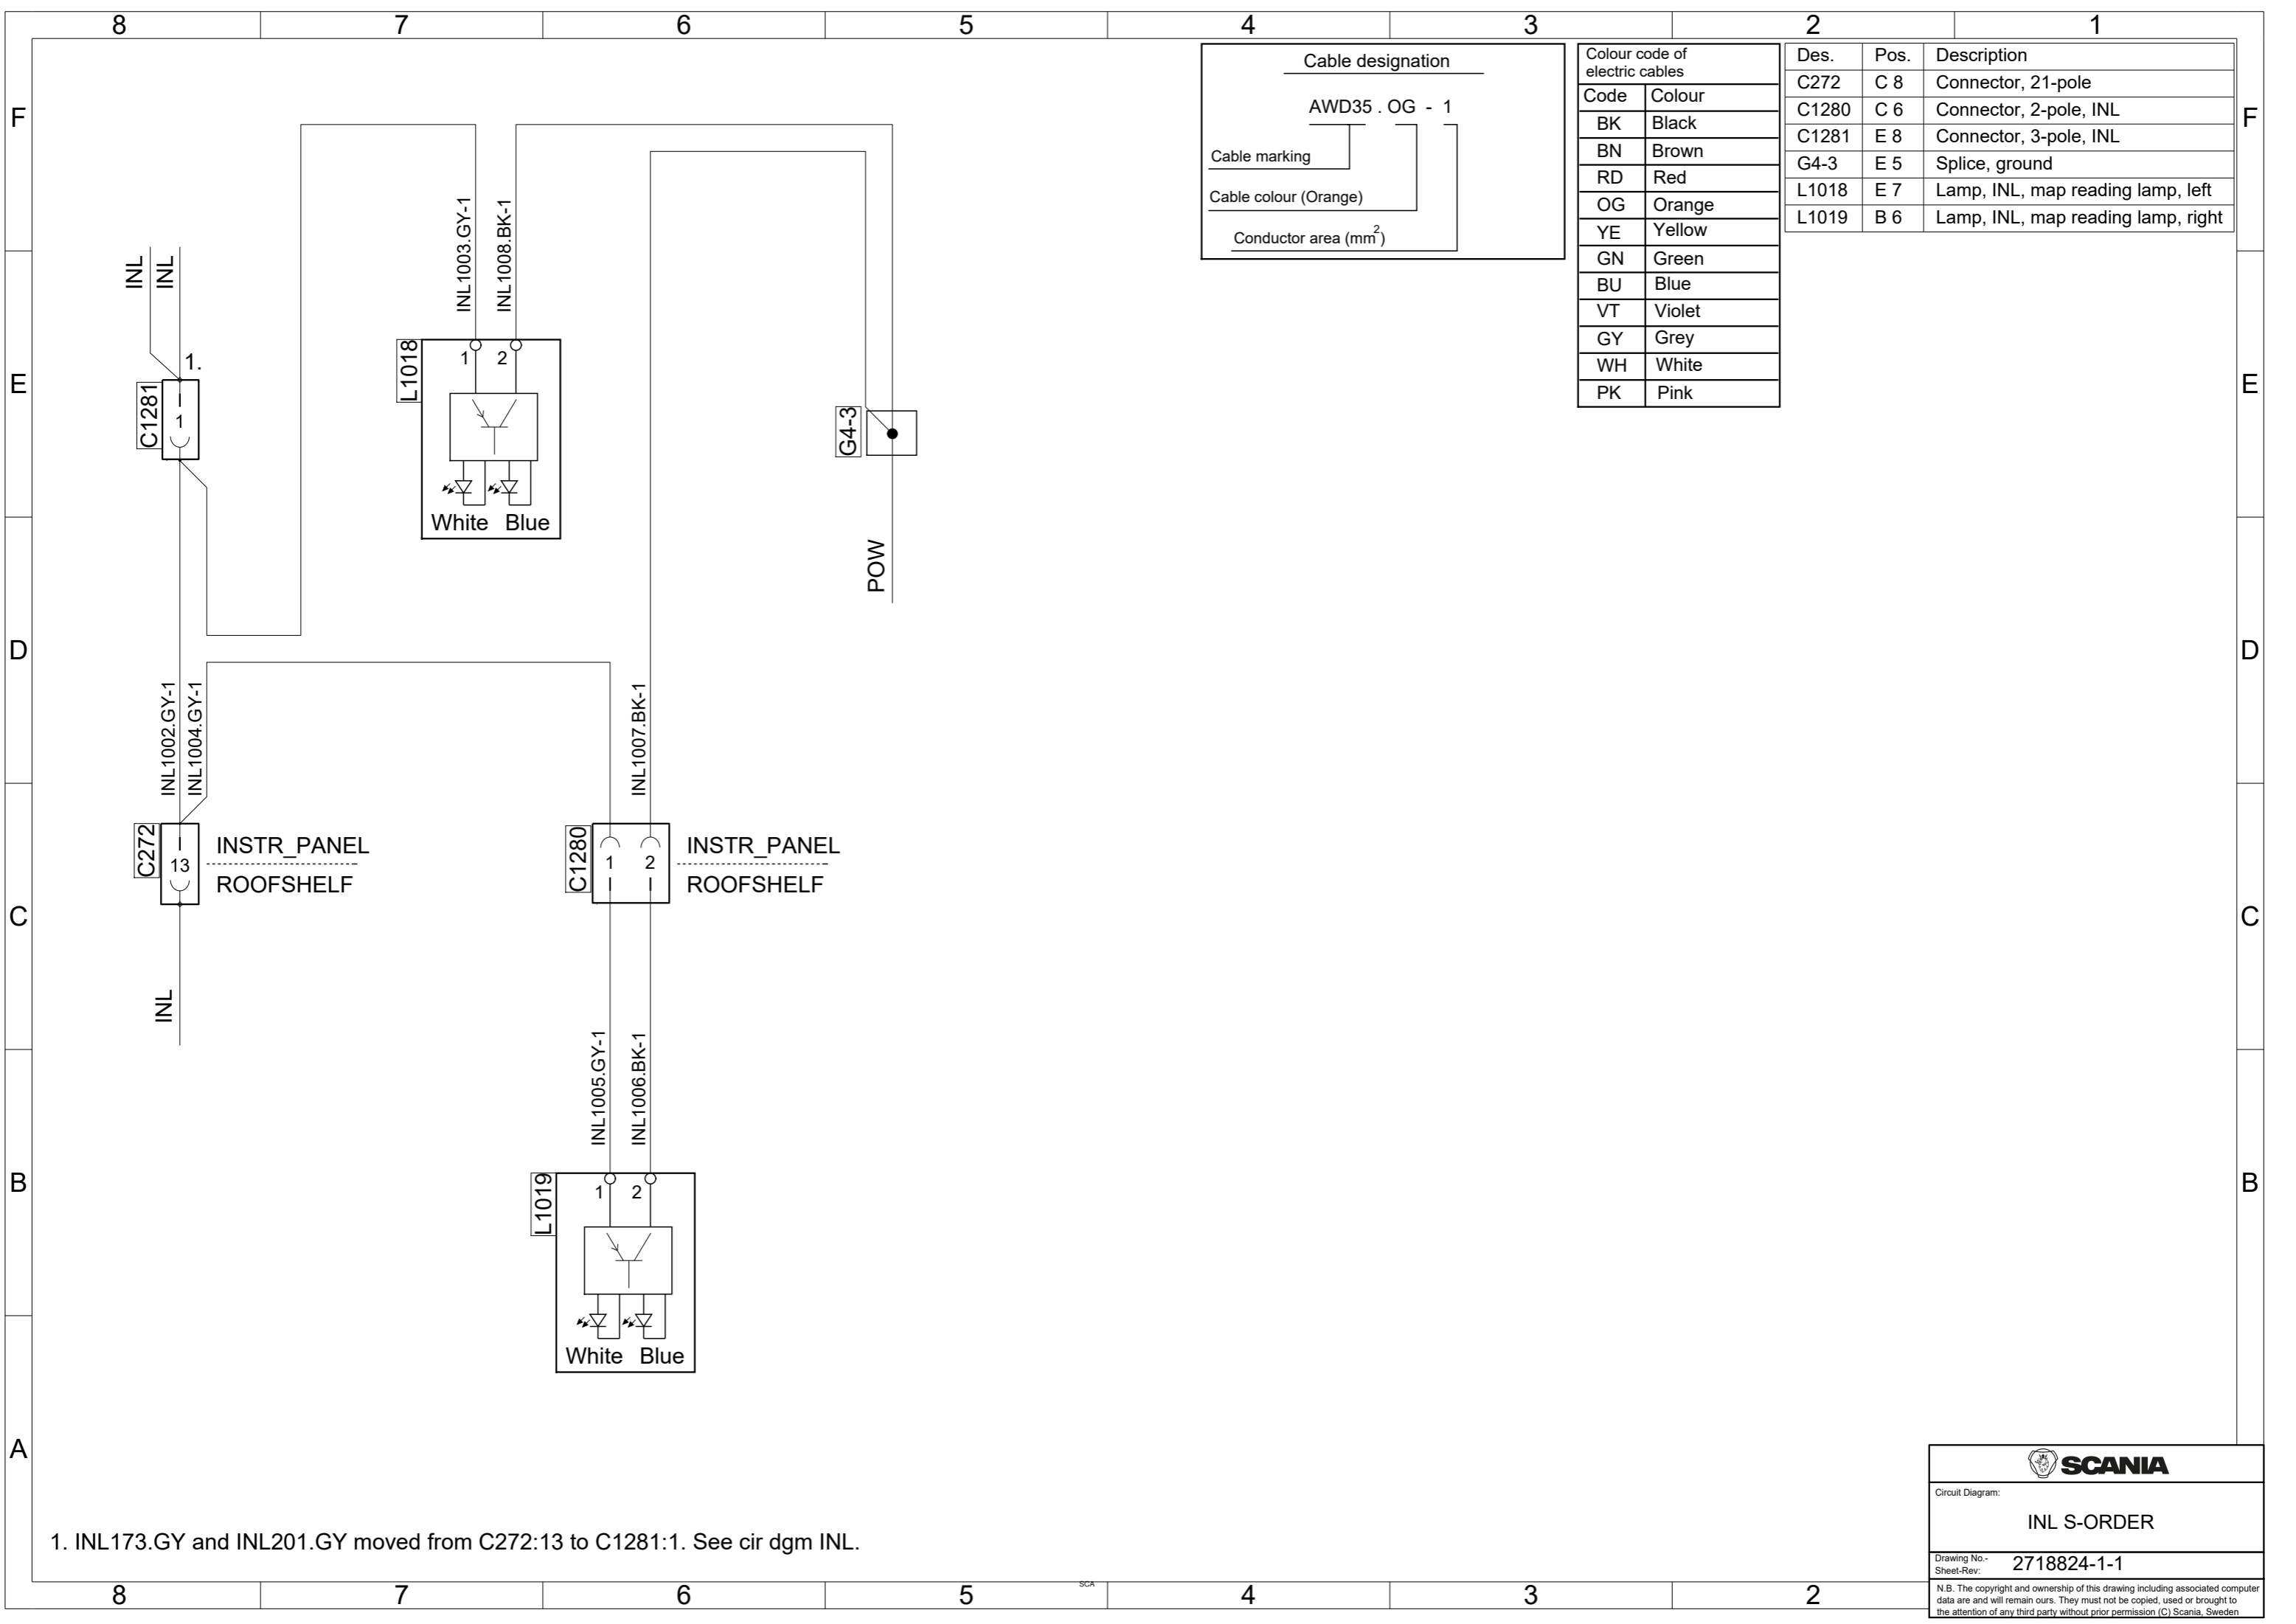 8 7 6 5 4 3 2 1
F
E
D
C
B
A
F
E
D
C
B
Cable designation
AWD35 . OG - 1
Cable marking
Cable colour (Orange)
Conductor area (mm2)
Colour code of
electric cables
Code Colour
BK Black
BN Brown
RD Red
OG Orange
YE Yellow
GN Green
BU Blue
VT Violet
GY Grey
WH White
PK Pink
Des. Pos. Description
C272 C 8 Connector, 21-pole
C1280 C 6 Connector, 2-pole, INL
C1281 E 8 Connector, 3-pole, INL
G4-3 E 5 Splice, ground
L1018 E 7 Lamp, INL, map reading lamp, left
L1019 B 6 Lamp, INL, map reading lamp, right
INL
INL
1.
C1281
1
INL1003.GY-1
INL1008.BK-1
L1018
1 2
White Blue
G4-3
POW
INL1002.GY-1
INL1004.GY-1
INL1007.BK-1
C272
13
INSTR_PANEL
ROOFSHELF
C1280
1 2
INSTR_PANEL
ROOFSHELF
INL
INL1005.GY-1
INL1006.BK-1
L1019
1 2
White Blue
1. INL173.GY and INL201.GY moved from C272:13 to C1281:1. See cir dgm INL.
SCANIA
Circuit Diagram:
INL S-ORDER
Drawing No.-
Sheet-Rev:
2718824-1-1
N.B. The copyright and ownership of this drawing including associated computer
data are and will remain ours. They must not be copied, used or brought to
the attention of any third party without prior permission (C) Scania, Sweden
8 7 6 5 4 3 2
SCA